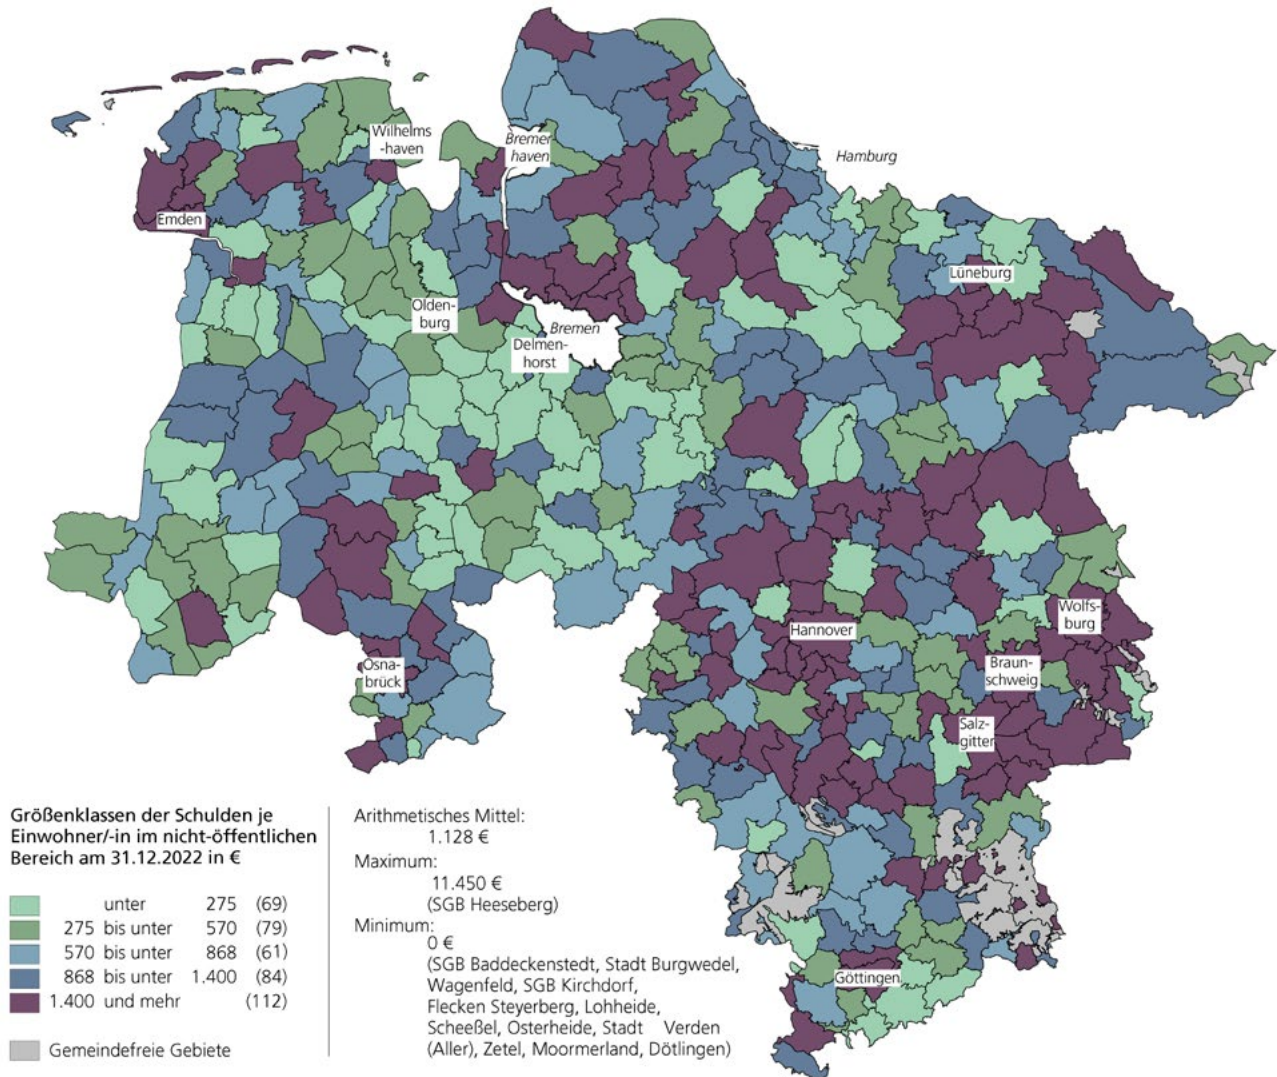 Wilhelms
-haven
Bremer
haven
Hamburg
Emden
Lüneburg
Olden-
burg
Bremen
Delmen-
horst
Wolfs-
burg
Hannover
Braun-
schweig
Osna-
brück
Salz-
gitter
Göttingen
Größenklassen der Schulden je
Einwohner/-in im nicht-öffentlichen
Bereich am 31.12.2022 in €
unter 275 (69)
275 bis unter 570 (79)
570 bis unter 868 (61)
868 bis unter 1.400 (84)
1.400 und mehr (112)
Gemeindefreie Gebiete
Arithmetisches Mittel:
1.128 €
Maximum:
11.450 €
(SGB Heeseberg)
Minimum:
0 €
(SGB Baddeckenstedt, Stadt Burgwedel,
Wagenfeld, SGB Kirchdorf,
Flecken Steyerberg, Lohheide,
Scheeßel, Osterheide, Stadt Verden
(Aller), Zetel, Moormerland, Dötlingen)